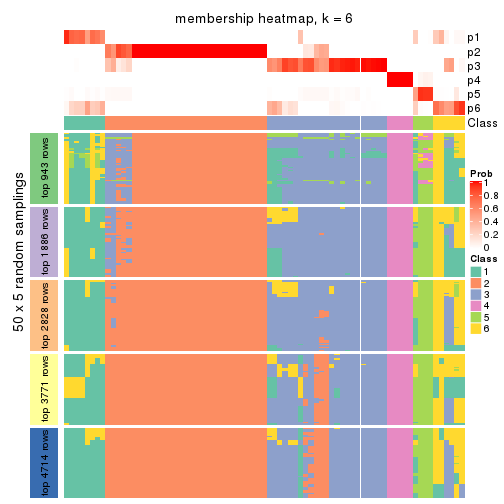 membership heatmap, k = 6
p1
p2
p3
p4
p5
p6
Class
50 x 5 random samplings
top 943 rows
top 1886 rows
top 2828 rows
top 3771 rows
top 4714 rows
Prob
1
0.8
0.6
0.4
0.2
0
Class
1
2
3
4
5
6